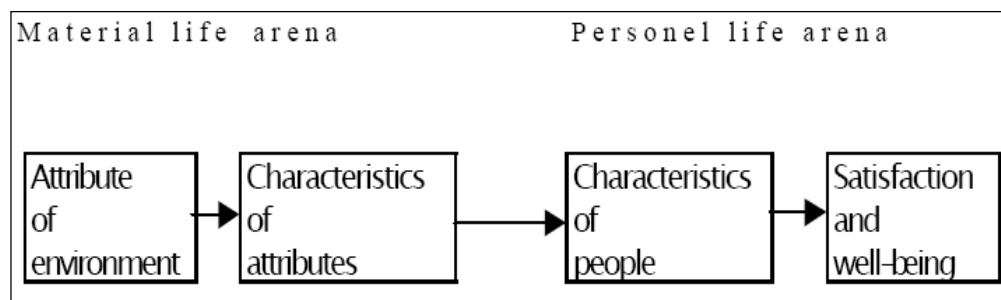 Material life arena
Personel life arena
Attribute
of
environment
Characteristics
of
attributes
Characteristics
of
people
Satisfaction
and
well-being